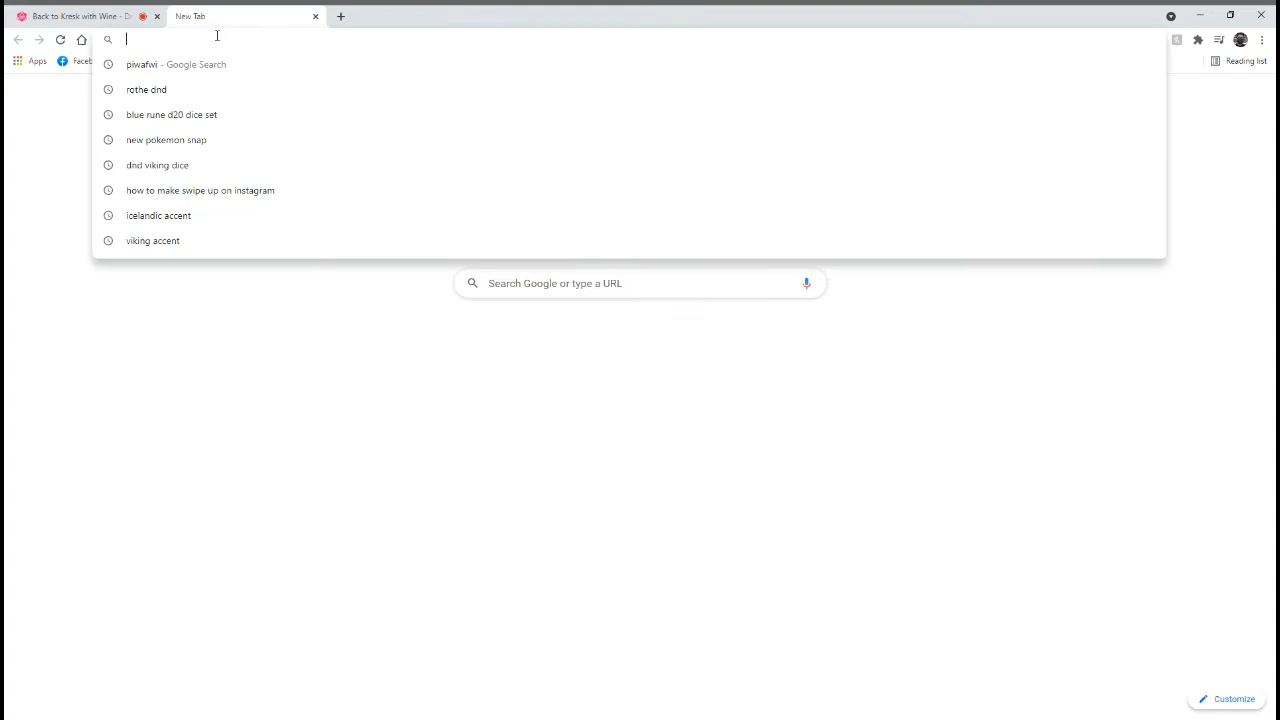 Back to Kresk with Wine - D
New Tab
Apps
Faceb
Reading list
piwafwi - Google Search
rothe dnd
blue rune d20 dice set
new pokemon snap
dnd viking dice
how to make swipe up on instagram
icelandic accent
viking accent
Search Google or type a URL
Customize